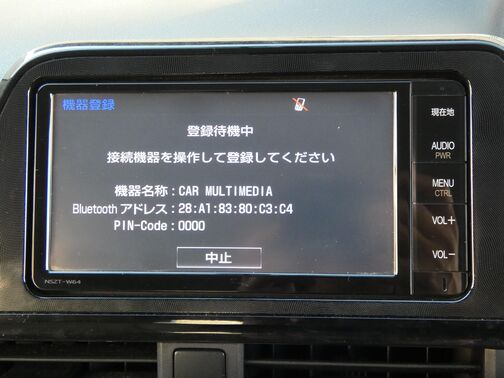 機器登録
登録待機中
接続機器を操作して登録してください
機器名称 : CAR MULTIMEDIA
Bluetooth アドレス : 28:A1:83:80:C3:C4
PIN-Code : 0000
中止
NSZT-W64
現在地
AUDIO
PWR
MENU
CTRL
VOL+
VOL−